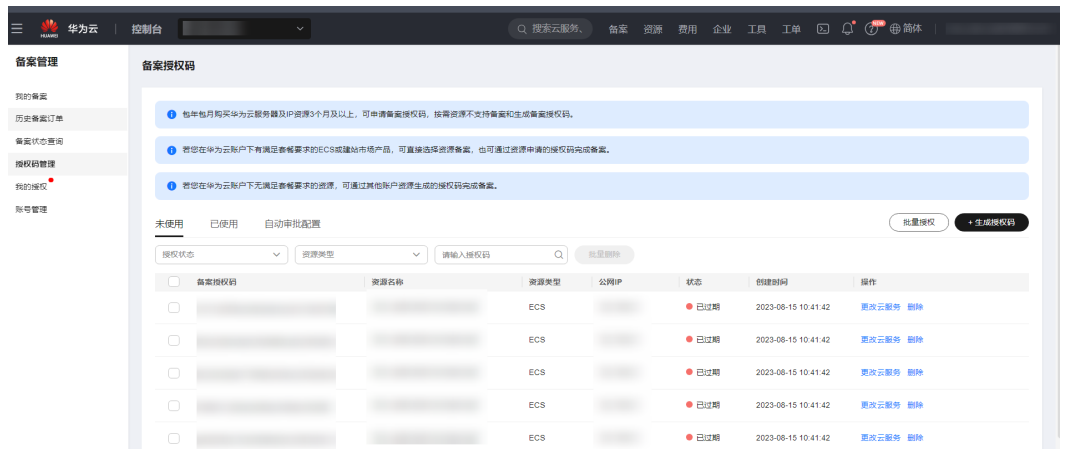 HUAWEI 华为云 控制台 搜索云服务、 备案 资源 费用 企业 工具 工单 NEW 简体
备案管理
我的备案
历史备案订单
备案状态查询
授权码管理
我的授权
账号管理
备案授权码
包年包月购买华为云服务器及IP资源3个月及以上，可申请备案授权码，按需资源不支持备案和生成备案授权码。
若您在华为云账户下有满足套餐要求的ECS或建站市场产品，可直接选择资源备案，也可通过资源申请的授权码完成备案。
若您在华为云账户下无满足套餐要求的资源，可通过其他账户资源生成的授权码完成备案。
未使用 已使用 自动审批配置 批量授权 + 生成授权码
授权状态 资源类型 请输入授权码 批量删除
备案授权码 资源名称 资源类型 公网IP 状态 创建时间 操作
ECS 已过期 2023-08-15 10:41:42 更改云服务 删除
ECS 已过期 2023-08-15 10:41:42 更改云服务 删除
ECS 已过期 2023-08-15 10:41:42 更改云服务 删除
ECS 已过期 2023-08-15 10:41:42 更改云服务 删除
ECS 已过期 2023-08-15 10:41:42 更改云服务 删除